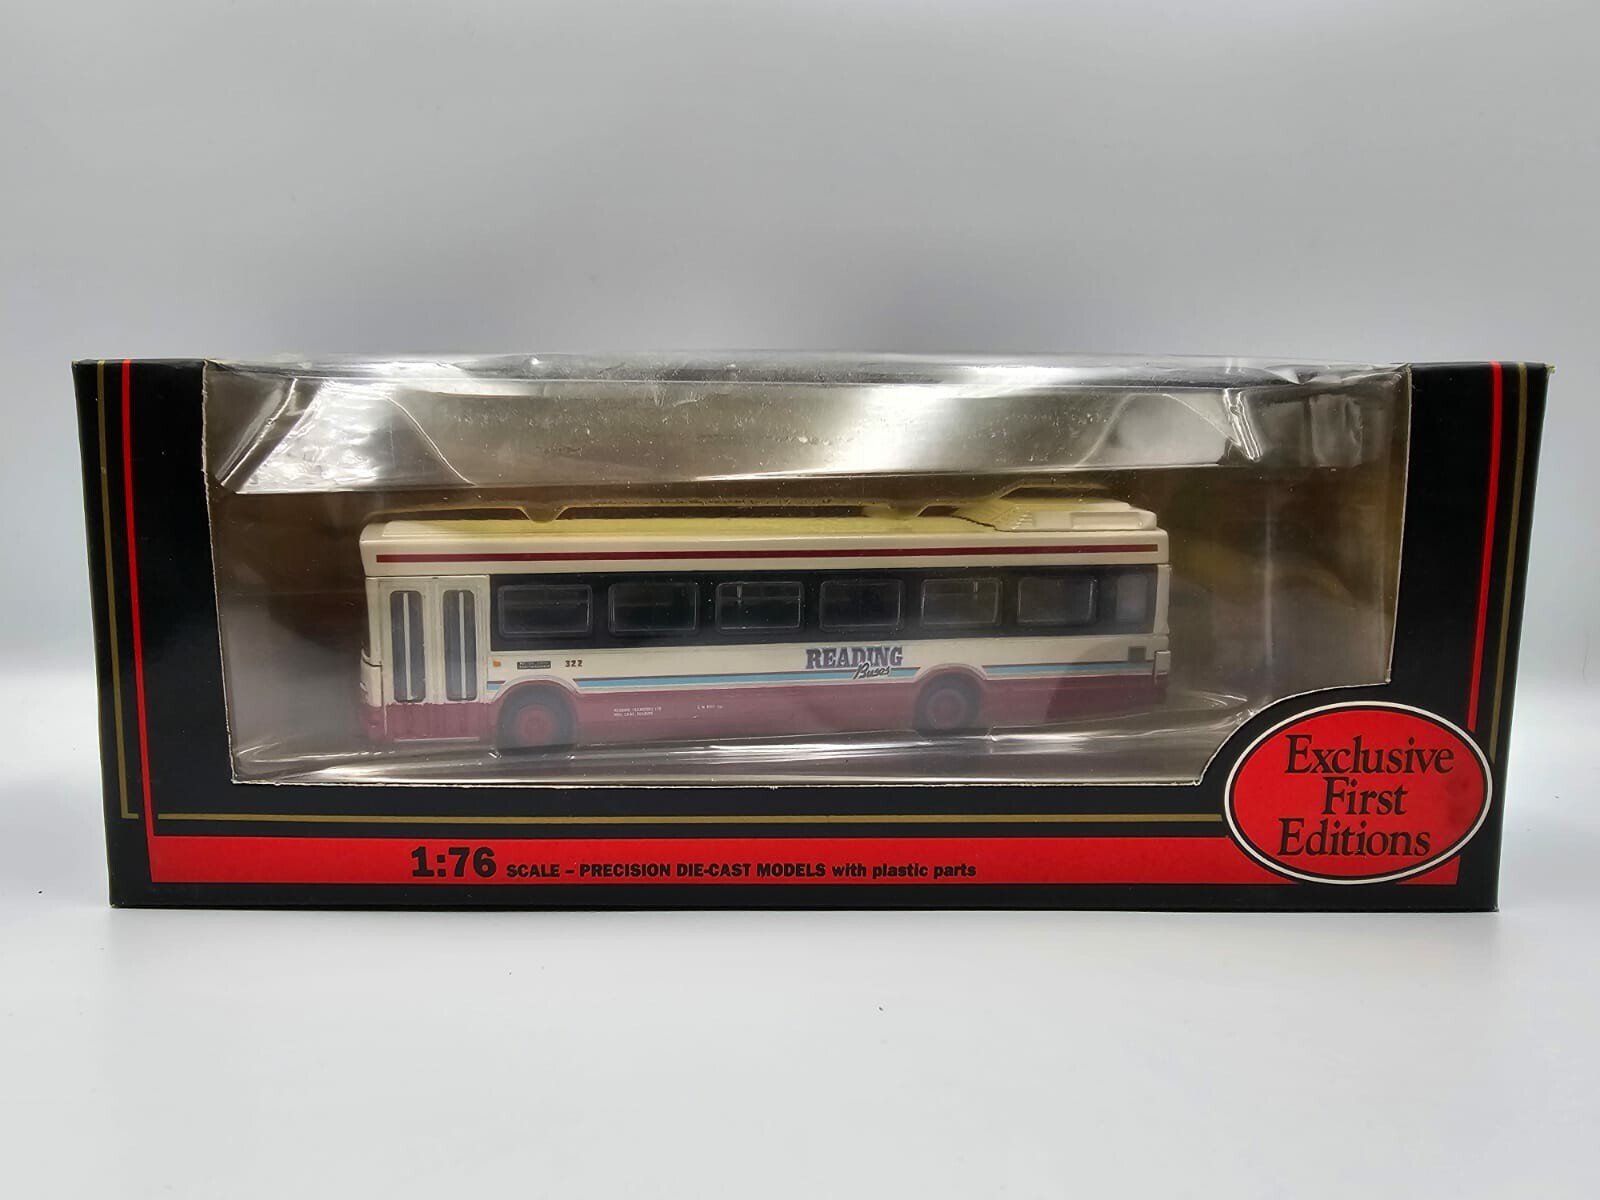 322
READING
Buses
Exclusive
First
Editions
1:76 SCALE – PRECISION DIE-CAST MODELS with plastic parts